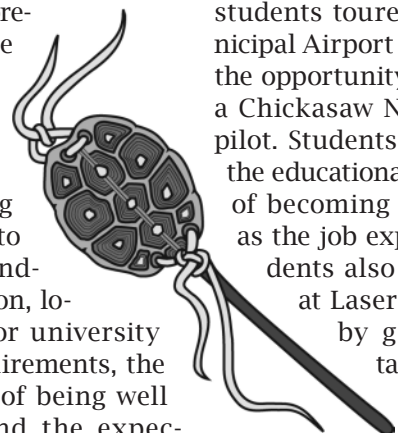 re-
e
g
to
nd-
on, lo-
or university
irements, the
of being well
nd the expec-
students toure
nicipal Airport
the opportunity
a Chickasaw N
pilot. Students
the educationa
of becoming
as the job exp
dents also
at Laser
by g
ta